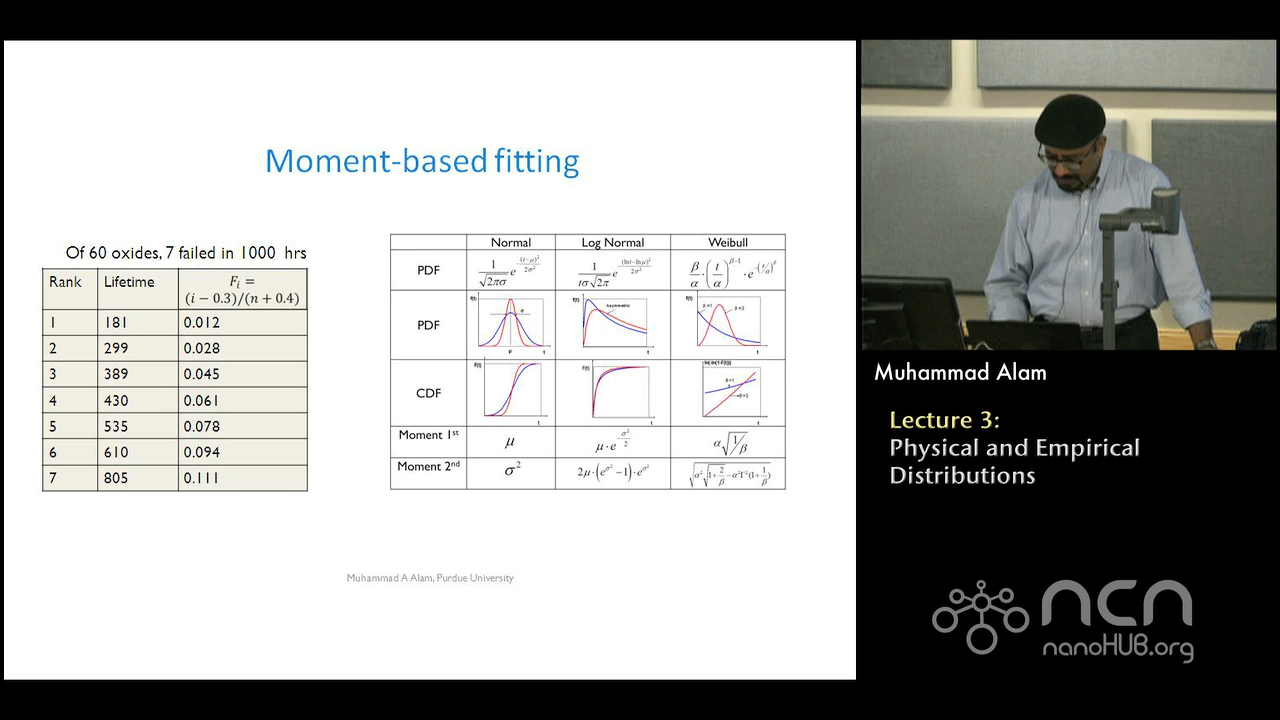 Moment-based fitting
Of 60 oxides, 7 failed in 1000 hrs
Rank Lifetime F_i = (i − 0.3)/(n + 0.4)
1 181 0.012
2 299 0.028
3 389 0.045
4 430 0.061
5 535 0.078
6 610 0.094
7 805 0.111
Normal Log Normal Weibull
PDF
PDF
CDF
Moment 1st μ
Moment 2nd σ²
Muhammad A Alam, Purdue University
Muhammad Alam
Lecture 3:
Physical and Empirical
Distributions
ncn
nanoHUB.org